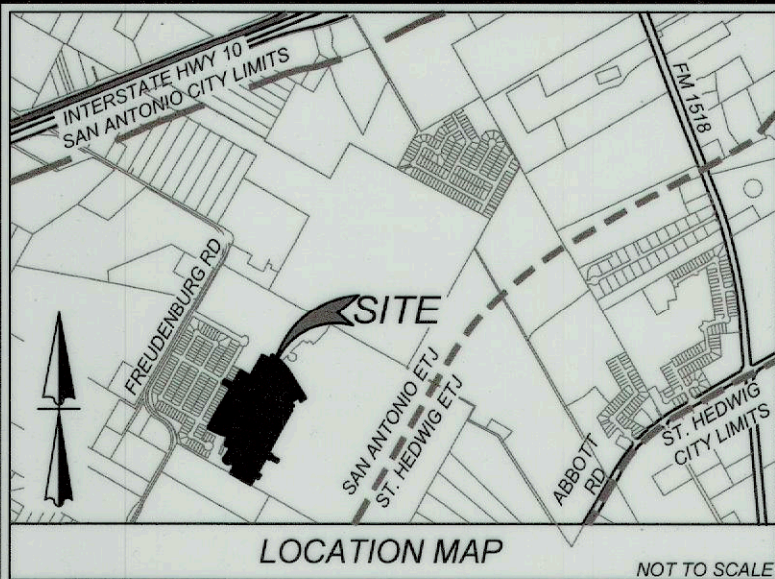 INTERSTATE HWY 10
SAN ANTONIO CITY LIMITS
FM 1518
FREUDENBURG RD
SITE
SAN ANTONIO ETJ
ST. HEDWIG ETJ
ABBOTT
RD
ST. HEDWIG
CITY LIMITS
LOCATION MAP
NOT TO SCALE